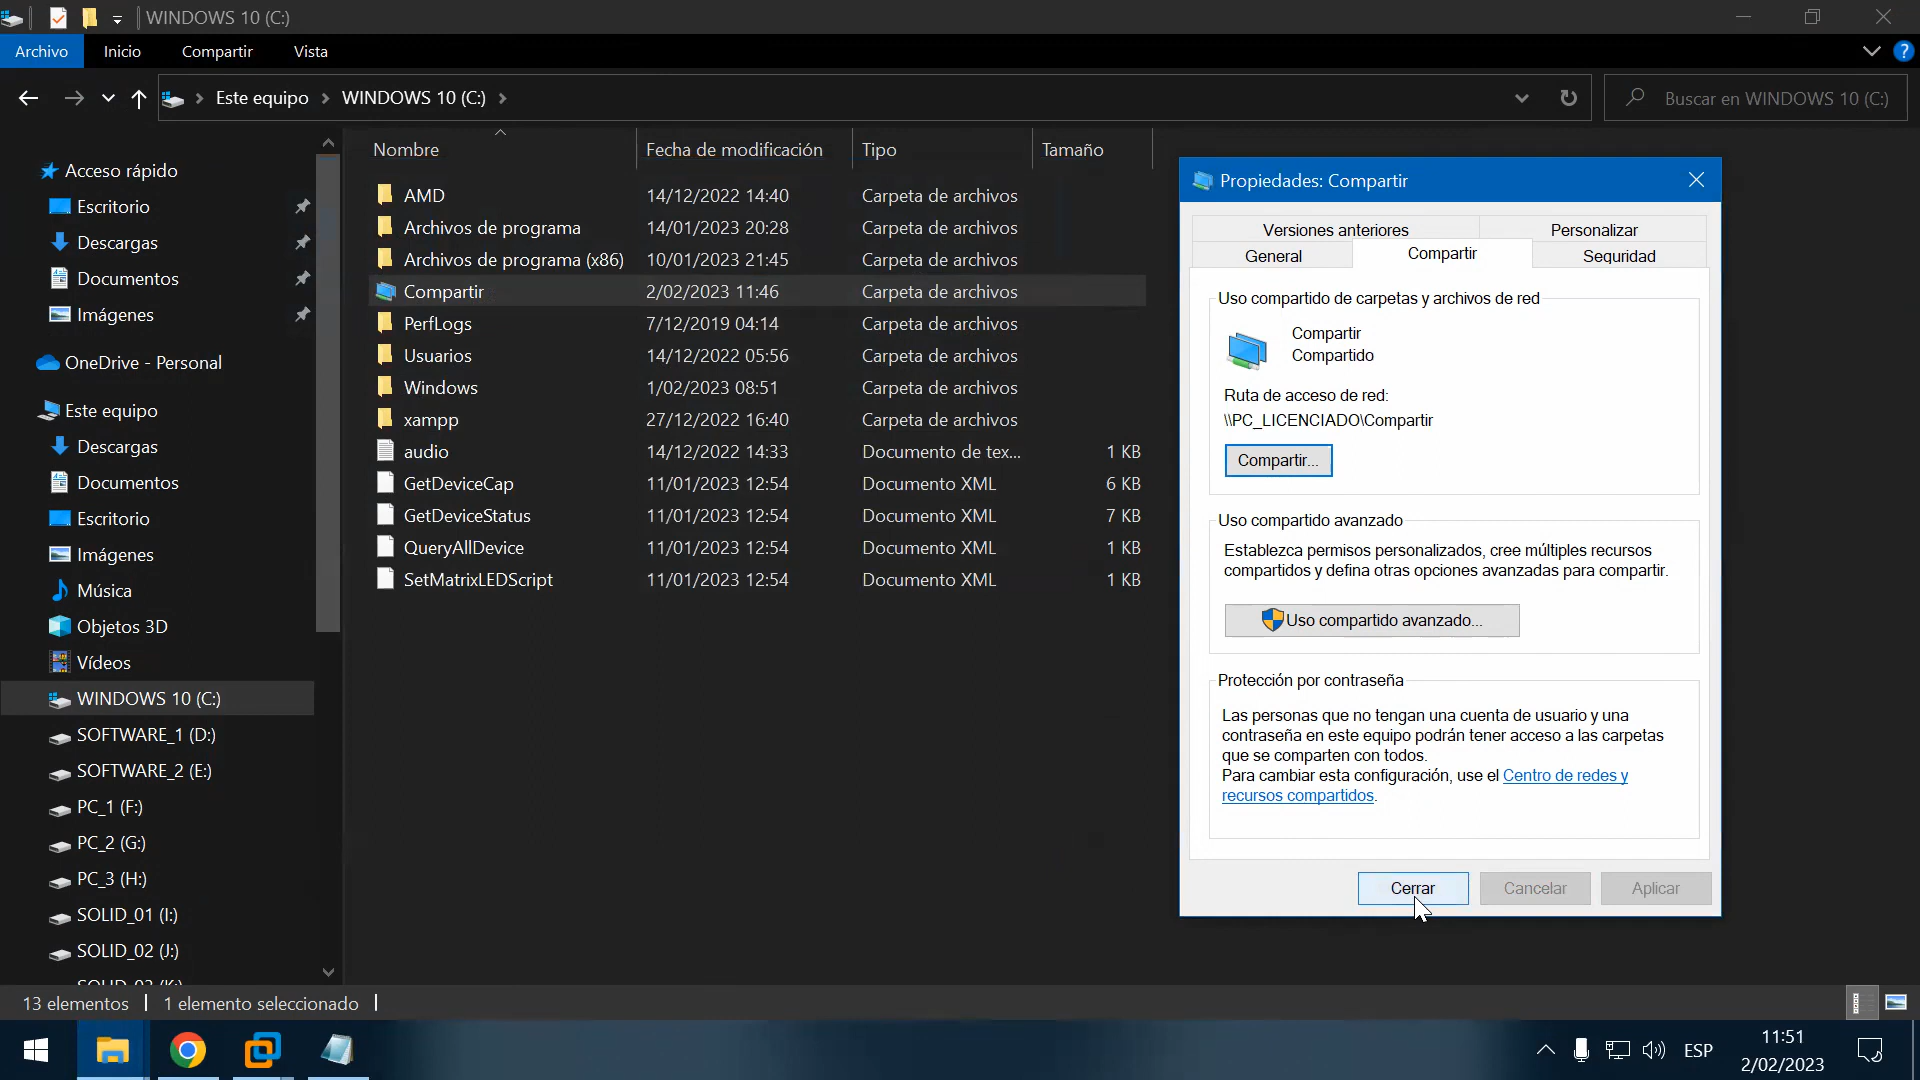 WINDOWS 10 (C:)
Archivo Inicio Compartir Vista
Este equipo WINDOWS 10 (C:)
Buscar en WINDOWS 10 (C:)
Acceso rápido
Escritorio
Descargas
Documentos
Imágenes
OneDrive - Personal
Este equipo
Descargas
Documentos
Escritorio
Imágenes
Música
Objetos 3D
Vídeos
WINDOWS 10 (C:)
SOFTWARE_1 (D:)
SOFTWARE_2 (E:)
PC_1 (F:)
PC_2 (G:)
PC_3 (H:)
SOLID_01 (I:)
SOLID_02 (J:)
Nombre Fecha de modificación Tipo Tamaño
AMD 14/12/2022 14:40 Carpeta de archivos
Archivos de programa 14/01/2023 20:28 Carpeta de archivos
Archivos de programa (x86) 10/01/2023 21:45 Carpeta de archivos
Compartir 2/02/2023 11:46 Carpeta de archivos
PerfLogs 7/12/2019 04:14 Carpeta de archivos
Usuarios 14/12/2022 05:56 Carpeta de archivos
Windows 1/02/2023 08:51 Carpeta de archivos
xampp 27/12/2022 16:40 Carpeta de archivos
audio 14/12/2022 14:33 Documento de tex... 1 KB
GetDeviceCap 11/01/2023 12:54 Documento XML 6 KB
GetDeviceStatus 11/01/2023 12:54 Documento XML 7 KB
QueryAllDevice 11/01/2023 12:54 Documento XML 1 KB
SetMatrixLEDScript 11/01/2023 12:54 Documento XML 1 KB
Propiedades: Compartir
Versiones anteriores Personalizar
General Compartir Seguridad
Uso compartido de carpetas y archivos de red
Compartir
Compartido
Ruta de acceso de red:
\\PC_LICENCIADO\Compartir
Compartir...
Uso compartido avanzado
Establezca permisos personalizados, cree múltiples recursos
compartidos y defina otras opciones avanzadas para compartir.
Uso compartido avanzado...
Protección por contraseña
Las personas que no tengan una cuenta de usuario y una
contraseña en este equipo podrán tener acceso a las carpetas
que se comparten con todos.
Para cambiar esta configuración, use el Centro de redes y
recursos compartidos.
Cerrar Cancelar Aplicar
13 elementos 1 elemento seleccionado
ESP
11:51
2/02/2023